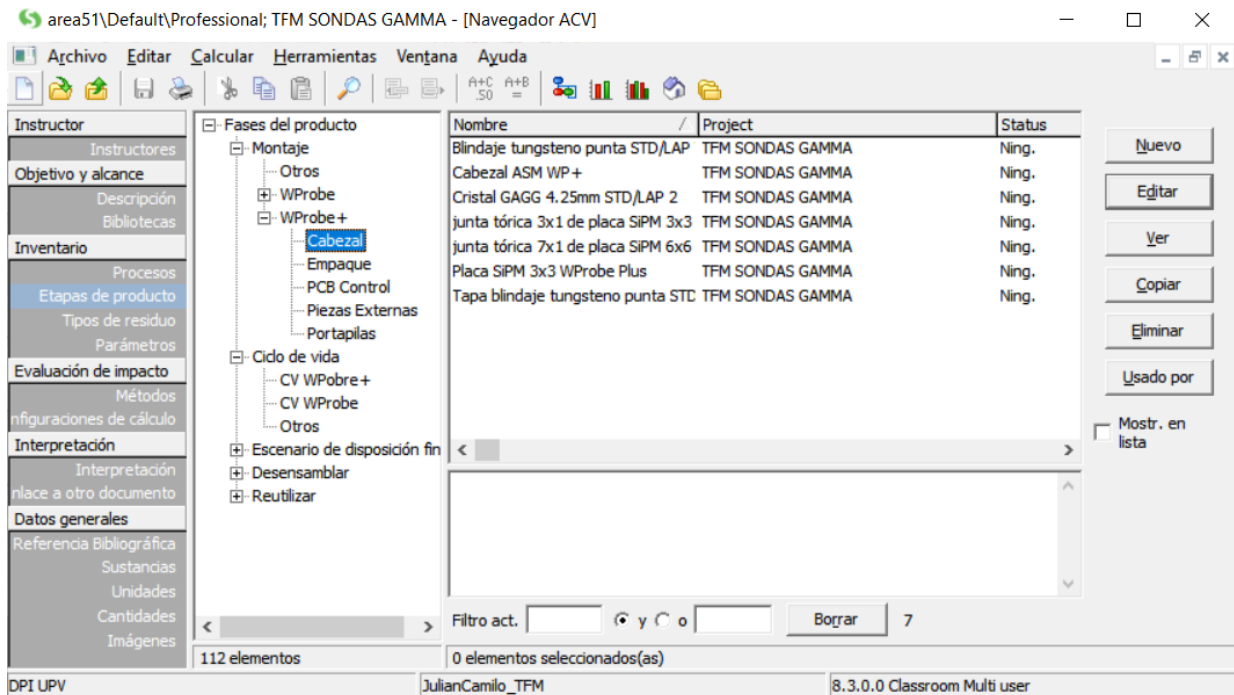 area51\Default\Professional; TFM SONDAS GAMMA - [Navegador ACV]
Archivo Editar Calcular Herramientas Ventana Ayuda
A+C .SO A+B =
Instructor
Instructores
Objetivo y alcance
Descripción
Bibliotecas
Inventario
Procesos
Etapas de producto
Tipos de residuo
Parámetros
Evaluación de impacto
Métodos
nfiguraciones de cálculo
Interpretación
Interpretación
nlace a otro documento
Datos generales
Referencia Bibliográfica
Sustancias
Unidades
Cantidades
Imágenes
Fases del producto
Montaje
Otros
WProbe
WProbe+
Cabezal
Empaque
PCB Control
Piezas Externas
Portapilas
Ciclo de vida
CV WPobre+
CV WProbe
Otros
Escenario de disposición fin
Desensamblar
Reutilizar
112 elementos
Nombre Project Status
Blindaje tungsteno punta STD/LAP TFM SONDAS GAMMA Ning.
Cabezal ASM WP+ TFM SONDAS GAMMA Ning.
Cristal GAGG 4.25mm STD/LAP 2 TFM SONDAS GAMMA Ning.
junta tórica 3x1 de placa SiPM 3x3 TFM SONDAS GAMMA Ning.
junta tórica 7x1 de placa SiPM 6x6 TFM SONDAS GAMMA Ning.
Placa SiPM 3x3 WProbe Plus TFM SONDAS GAMMA Ning.
Tapa blindaje tungsteno punta STD TFM SONDAS GAMMA Ning.
Filtro act. y o Borrar 7
0 elementos seleccionados(as)
Nuevo
Editar
Ver
Copiar
Eliminar
Usado por
Mostr. en
lista
DPI UPV JulianCamilo_TFM 8.3.0.0 Classroom Multi user